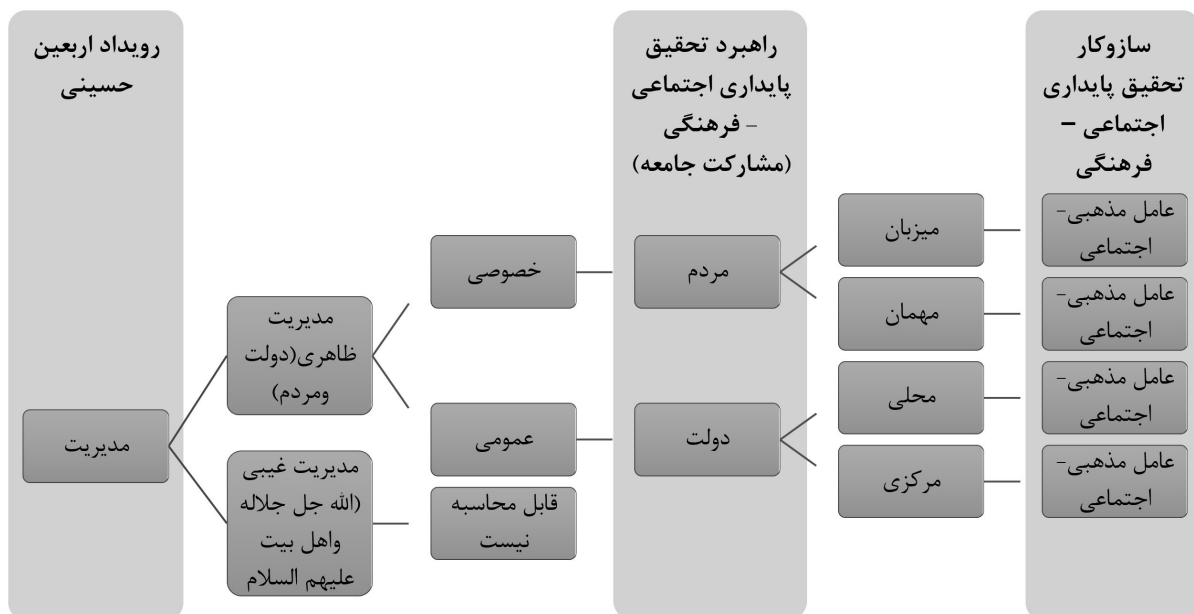 رویداد اربعین
حسینی
مدیریت
مدیریت
ظاهری(دولت
ومردم)
مدیریت غیبی
(الله جل جلاله
واهل بیت
علیهم السلام
خصوصی
عمومی
قابل محاسبه
نیست
راهبرد تحقیق
پایداری اجتماعی
– فرهنگی
(مشارکت جامعه)
مردم
دولت
میزبان
مهمان
محلی
مرکزی
سازوکار
تحقیق پایداری
اجتماعی –
فرهنگی
عامل مذهبی-
اجتماعی
عامل مذهبی-
اجتماعی
عامل مذهبی-
اجتماعی
عامل مذهبی-
اجتماعی